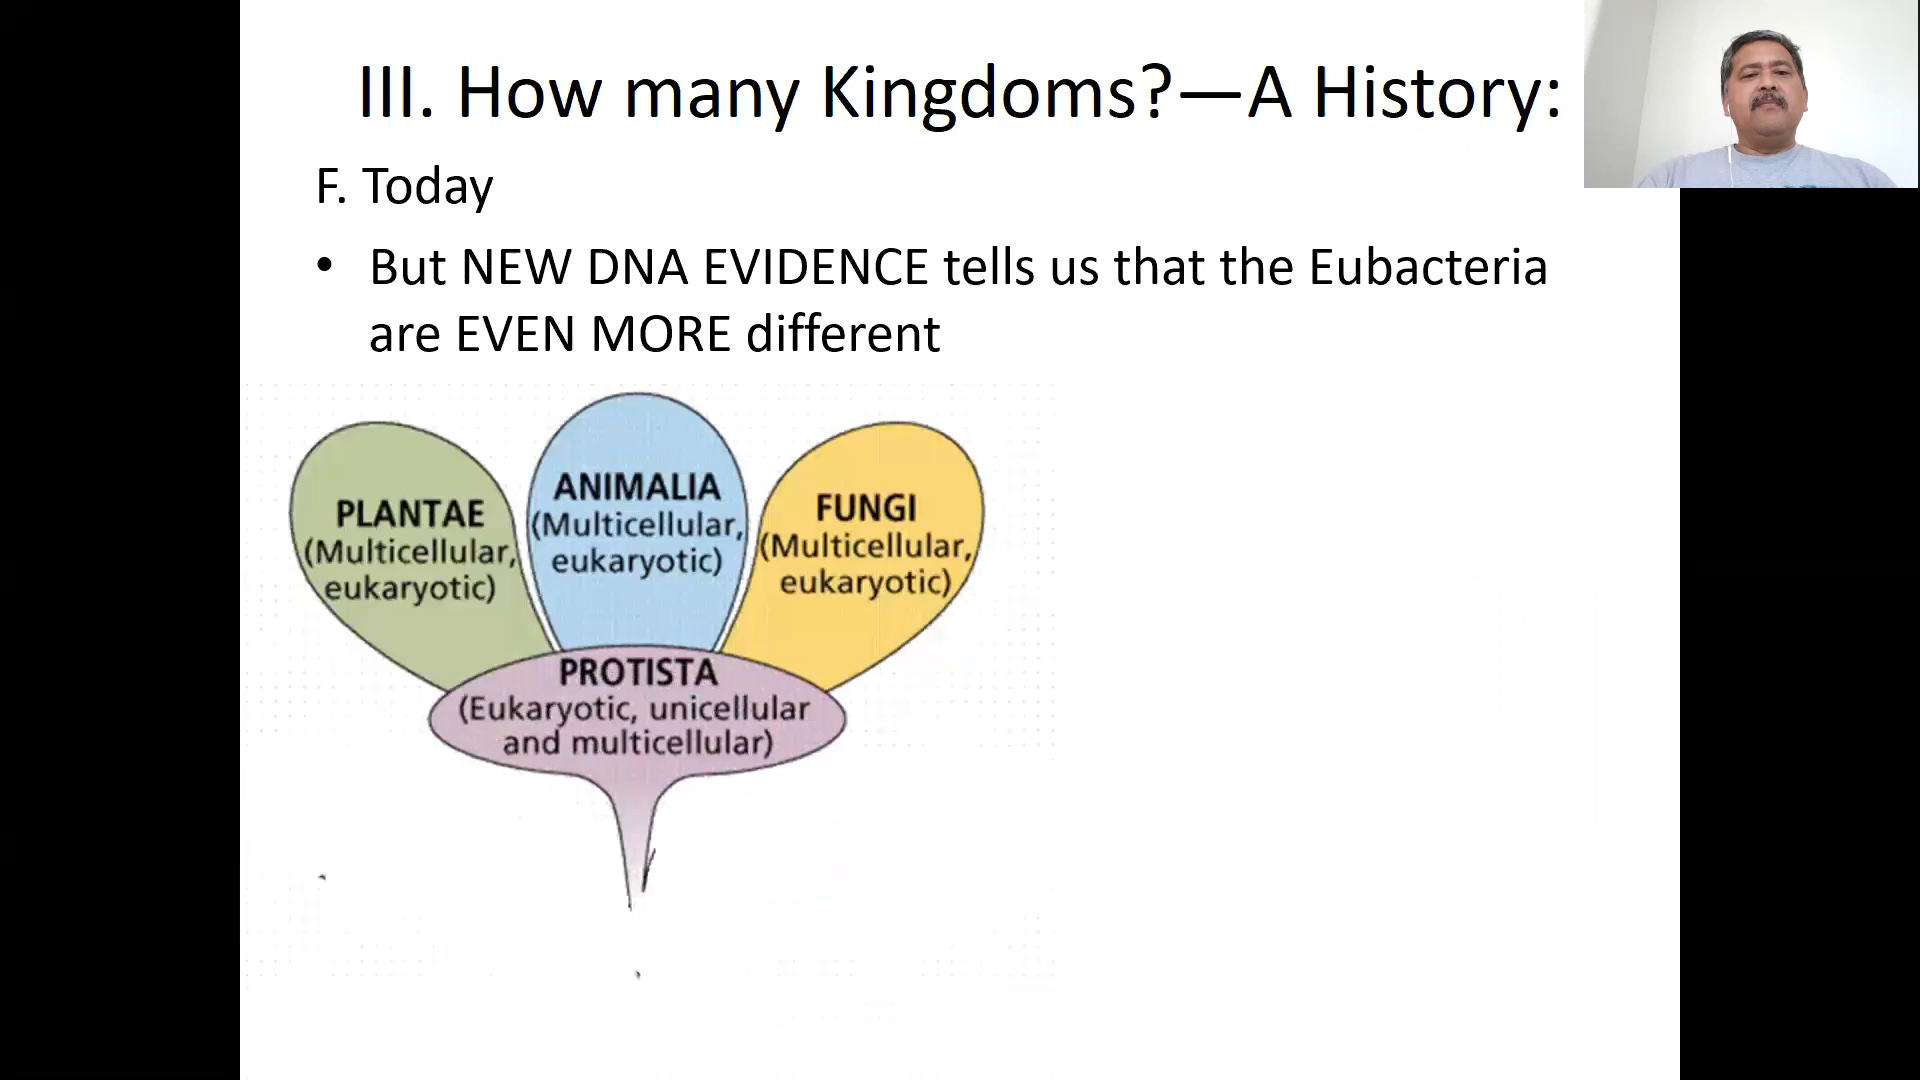 III. How many Kingdoms?—A History:
F. Today
• But NEW DNA EVIDENCE tells us that the Eubacteria
are EVEN MORE different
PLANTAE
(Multicellular,
eukaryotic)
ANIMALIA
(Multicellular,
eukaryotic)
FUNGI
(Multicellular,
eukaryotic)
PROTISTA
(Eukaryotic, unicellular
and multicellular)